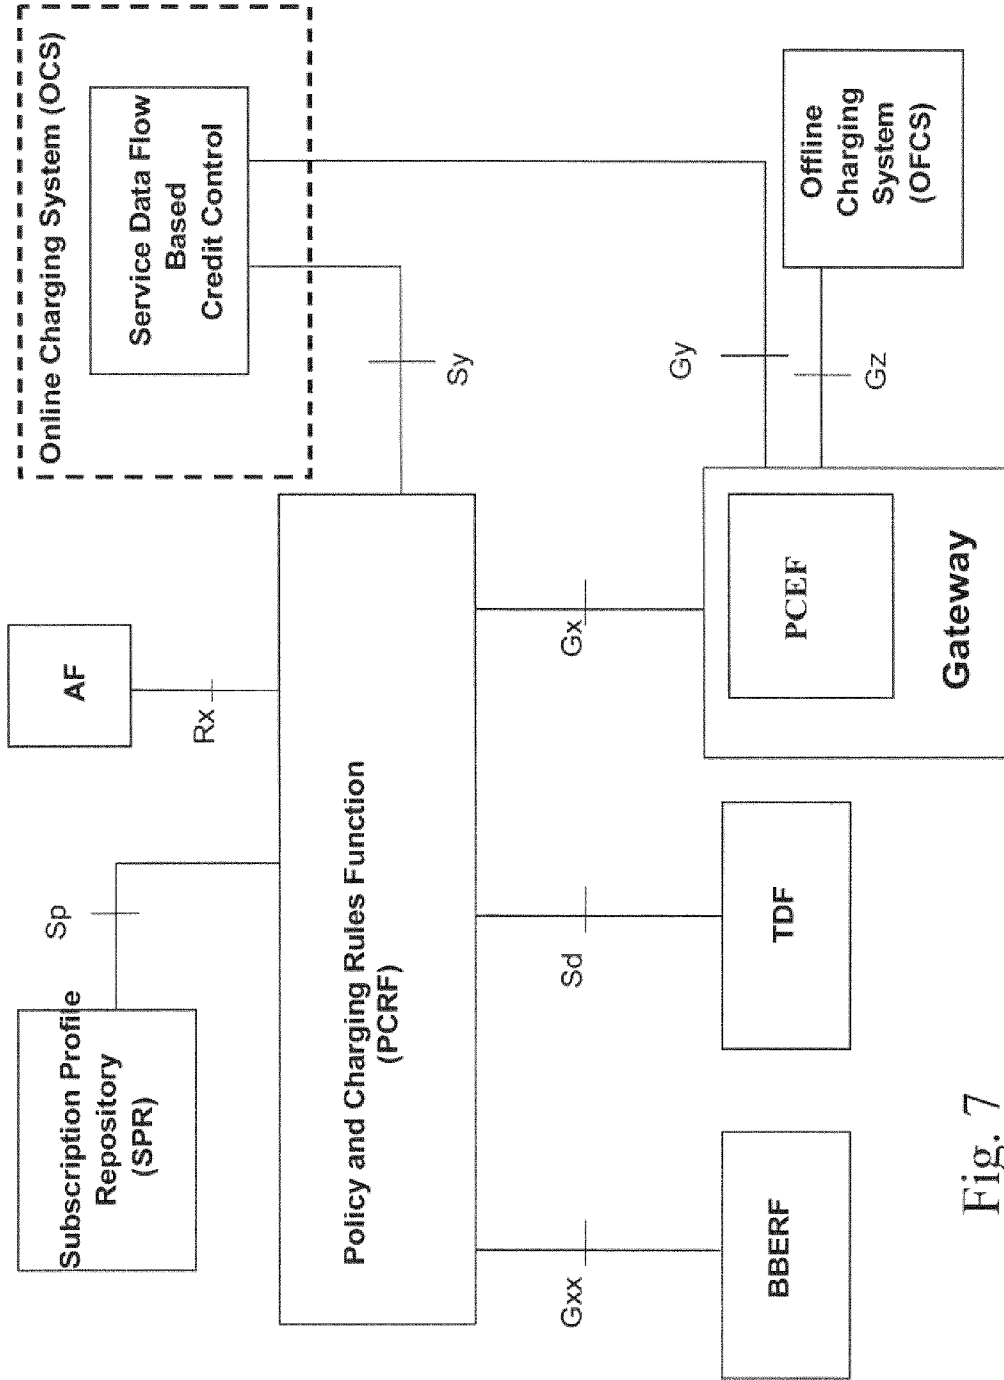 Subscription Profile
Repository
(SPR)
Sp
AF
Rx
Online Charging System (OCS)
Service Data Flow
Based
Credit Control
Policy and Charging Rules Function
(PCRF)
Sy
Gxx
Sd
Gx
Gy
Gz
BBERF
TDF
PCEF
Gateway
Offline
Charging
System
(OFCS)
Fig. 7